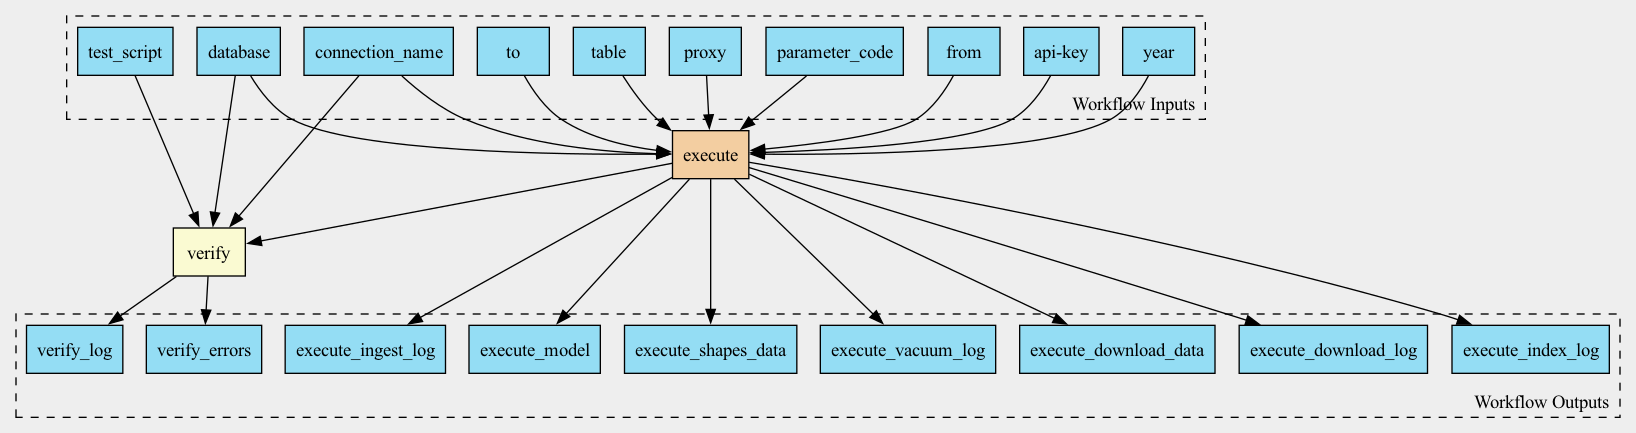 test_script
database
connection_name
to
table
proxy
parameter_code
from
api-key
year
Workflow Inputs
execute
verify
verify_log
verify_errors
execute_ingest_log
execute_model
execute_shapes_data
execute_vacuum_log
execute_download_data
execute_download_log
execute_index_log
Workflow Outputs